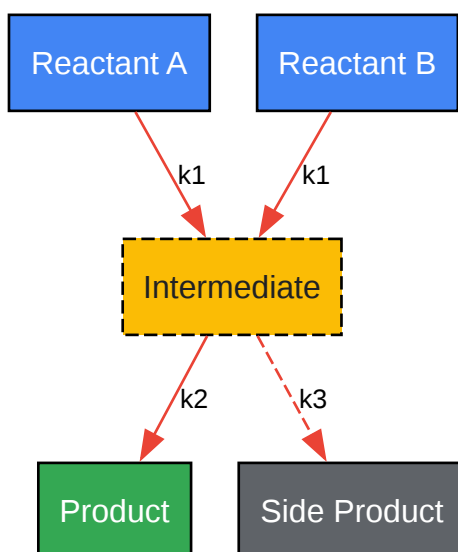 Reactant A
Reactant B
k1
k1
Intermediate
k2
k3
Product
Side Product